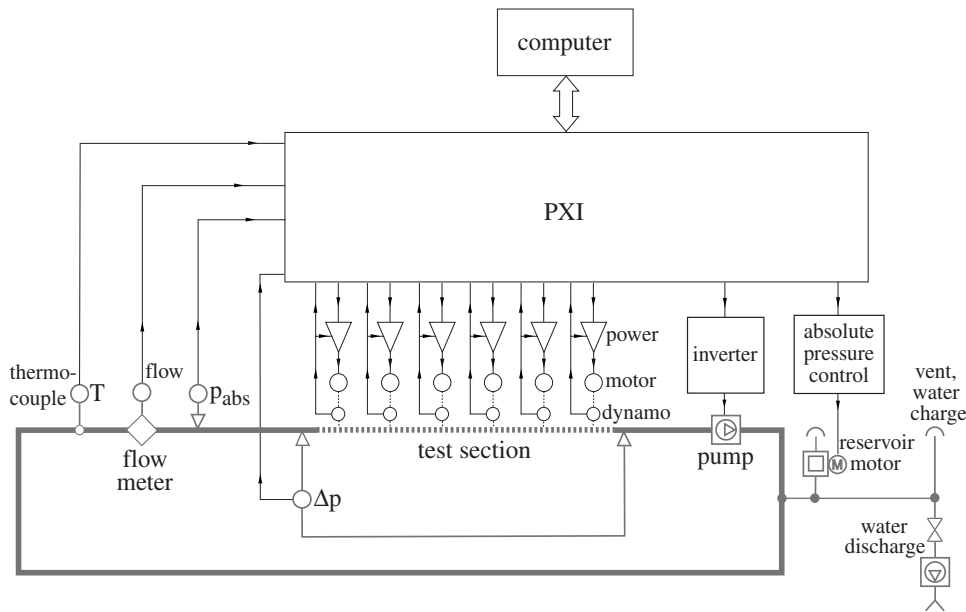 computer
PXI
thermo-
couple
T
flow
pabs
power
motor
dynamo
inverter
absolute
pressure
control
vent,
water
charge
flow
meter
Δp
test section
pump
reservoir
motor
M
water
discharge